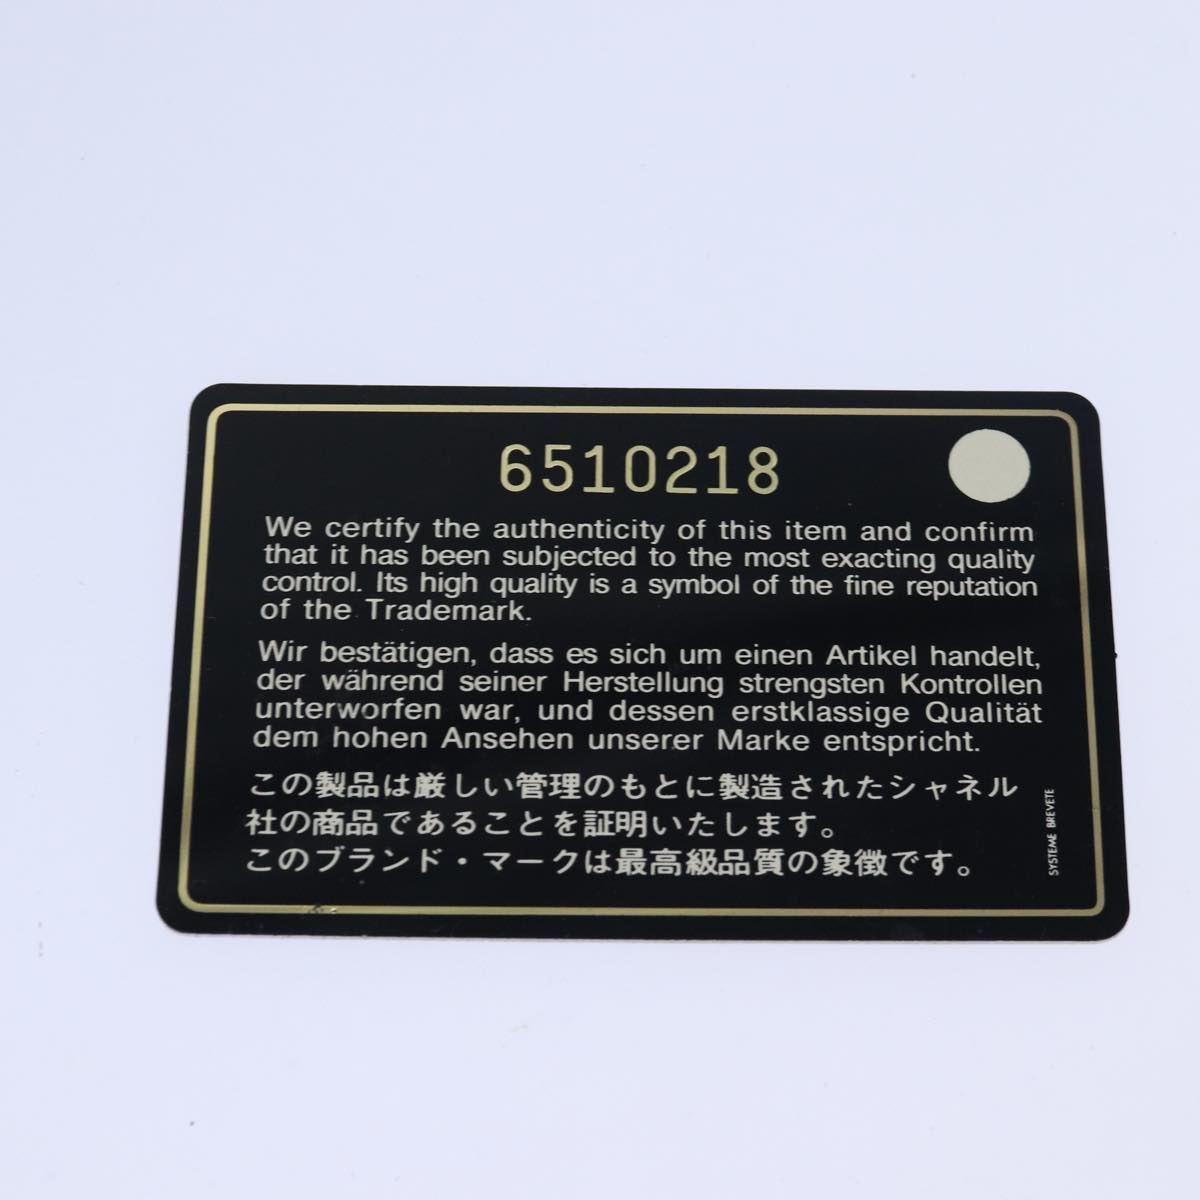 6510218
We certify the authenticity of this item and confirm
that it has been subjected to the most exacting quality
control. Its high quality is a symbol of the fine reputation
of the Trademark.
Wir bestätigen, dass es sich um einen Artikel handelt,
der während seiner Herstellung strengsten Kontrollen
unterworfen war, und dessen erstklassige Qualität
dem hohen Ansehen unserer Marke entspricht.
この製品は厳しい管理のもとに製造されたシャネル
社の商品であることを証明いたします。
このブランド・マークは最高級品質の象徴です。
SYSTEME BREVETE